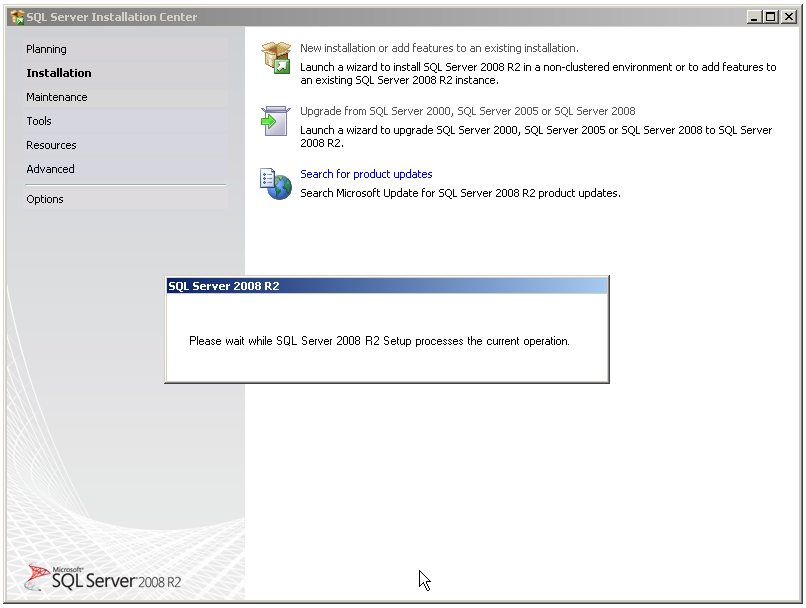 SQL Server Installation Center
Planning
Installation
Maintenance
Tools
Resources
Advanced
Options
New installation or add features to an existing installation.
Launch a wizard to install SQL Server 2008 R2 in a non-clustered environment or to add features to
an existing SQL Server 2008 R2 instance.
Upgrade from SQL Server 2000, SQL Server 2005 or SQL Server 2008
Launch a wizard to upgrade SQL Server 2000, SQL Server 2005 or SQL Server 2008 to SQL Server
2008 R2.
Search for product updates
Search Microsoft Update for SQL Server 2008 R2 product updates.
SQL Server 2008 R2
Please wait while SQL Server 2008 R2 Setup processes the current operation.
Microsoft
SQL Server 2008 R2